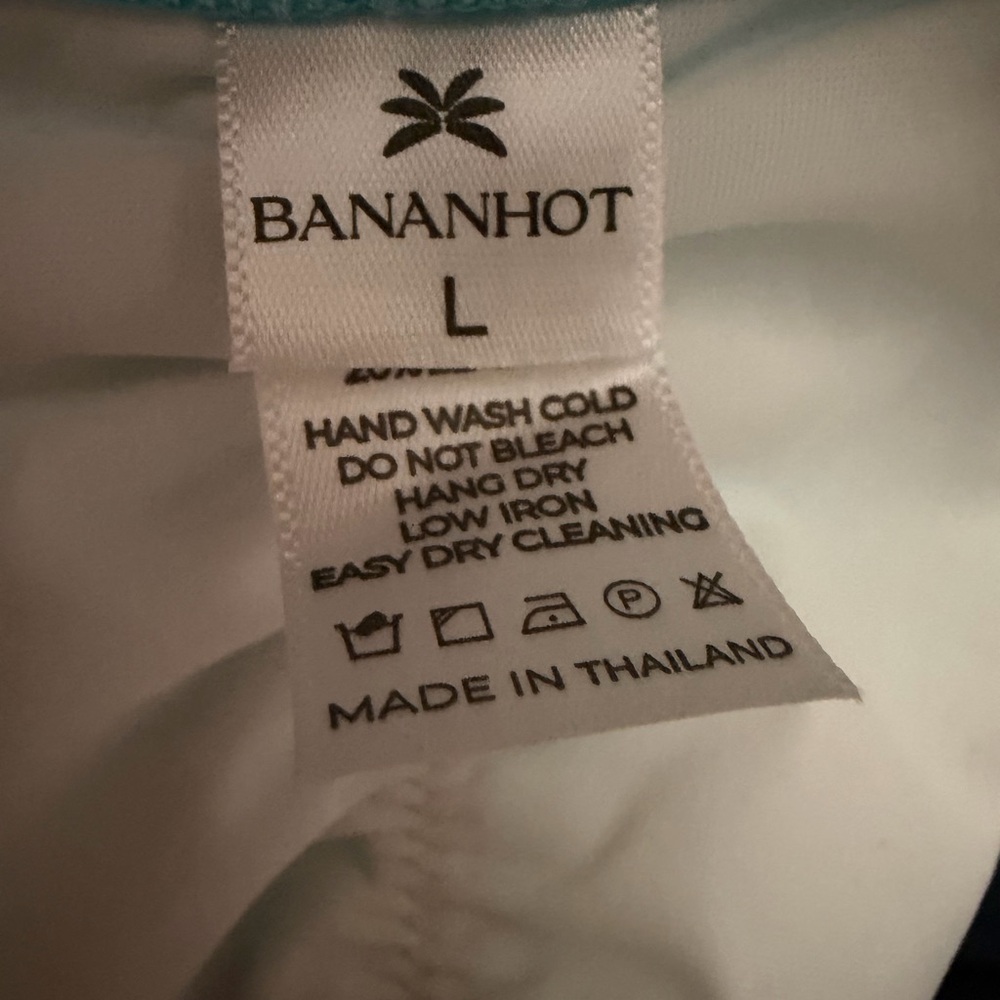 BANANHOT
L
HAND WASH COLD
DO NOT BLEACH
HANG DRY
LOW IRON
EASY DRY CLEANING
P
MADE IN THAILAND